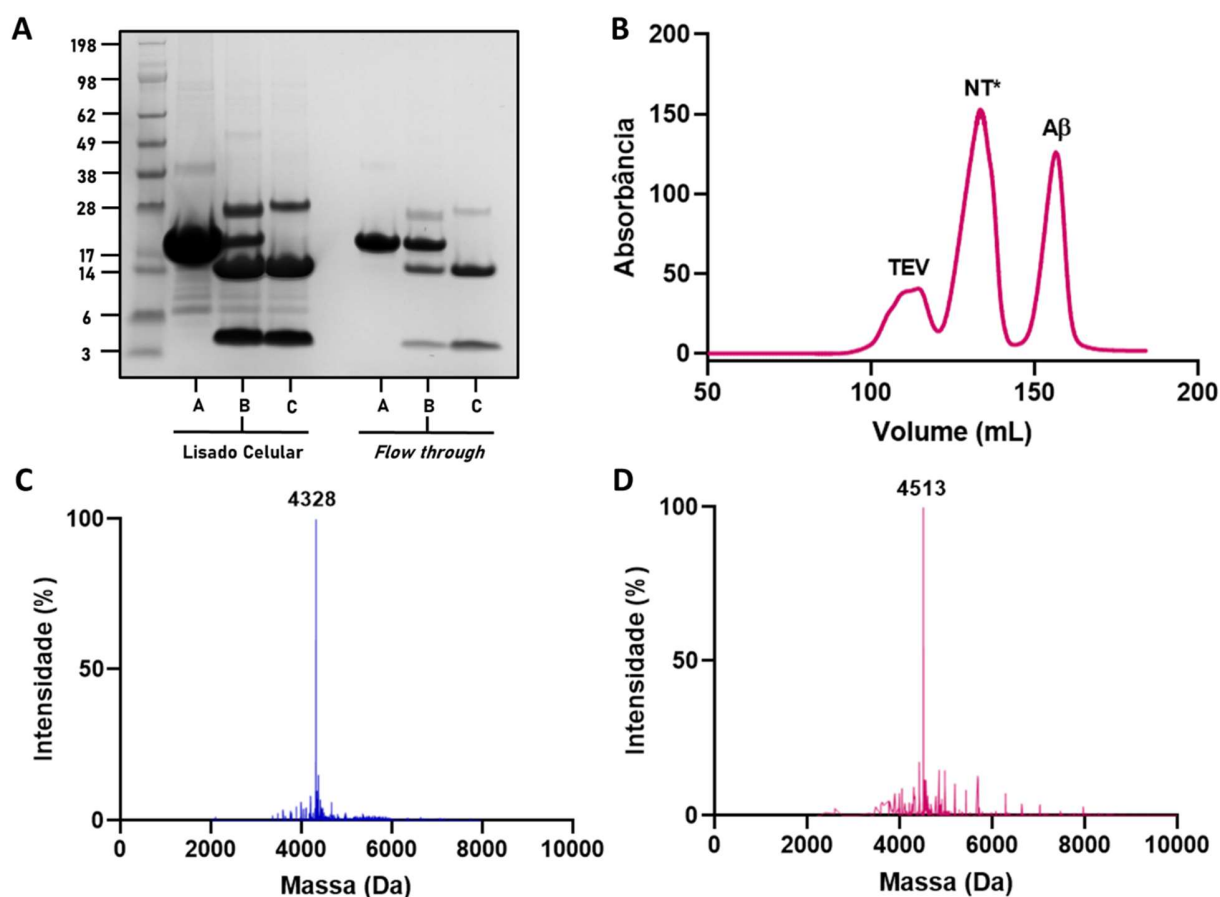 A
198
98
62
49
38
28
17
14
6
3
A B C A B C
Lisado Celular Flow through
B
Absorbância
200
150
100
50
0
TEV
NT*
Aβ
50 100 150 200
Volume (mL)
C
4328
Intensidade (%)
100
50
0
0 2000 4000 6000 8000 10000
Massa (Da)
D
4513
Intensidade (%)
100
50
0
0 2000 4000 6000 8000 10000
Massa (Da)